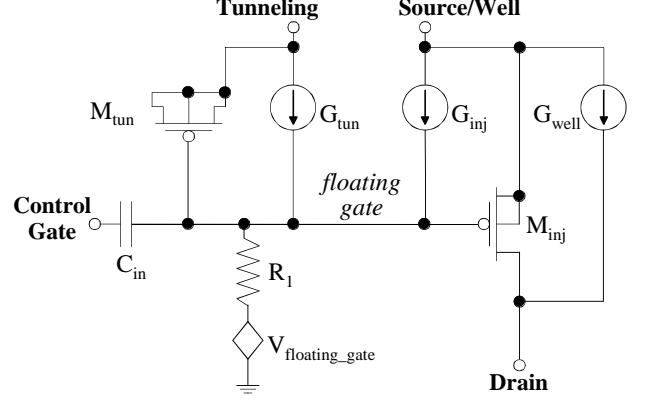 Tunneling
Source/Well
M_tun
G_tun
G_inj
G_well
floating
gate
Control
Gate
C_in
M_inj
R_1
V_floating_gate
Drain